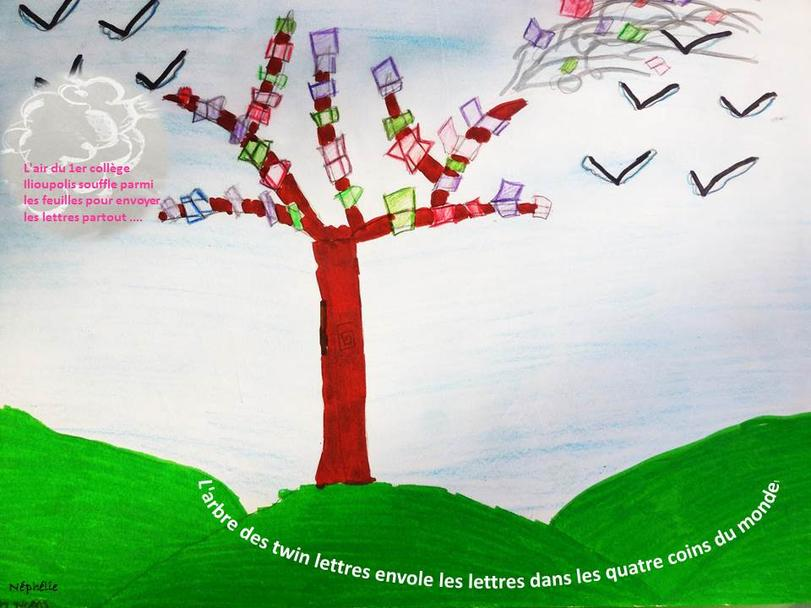 L'air du 1er collège
Ilioupolis souffle parmi
les feuilles pour envoyer
les lettres partout ....
L'arbre des twin lettres envole les lettres dans les quatre coins du monde
Néphélie